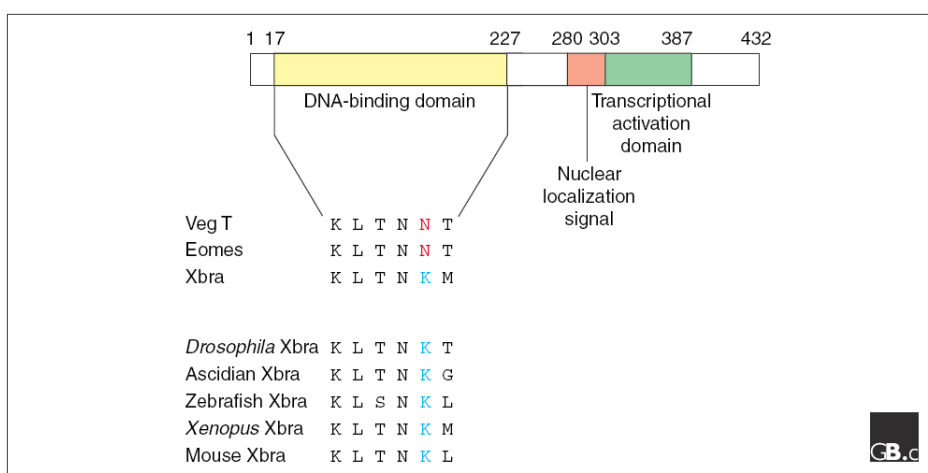 1 17 227 280 303 387 432
DNA-binding domain
Transcriptional
activation
domain
Nuclear
localization
signal
Veg T K L T N N T
Eomes K L T N N T
Xbra K L T N K M
Drosophila Xbra K L T N K T
Ascidian Xbra K L T N K G
Zebrafish Xbra K L S N K L
Xenopus Xbra K L T N K M
Mouse Xbra K L T N K L
GB.c